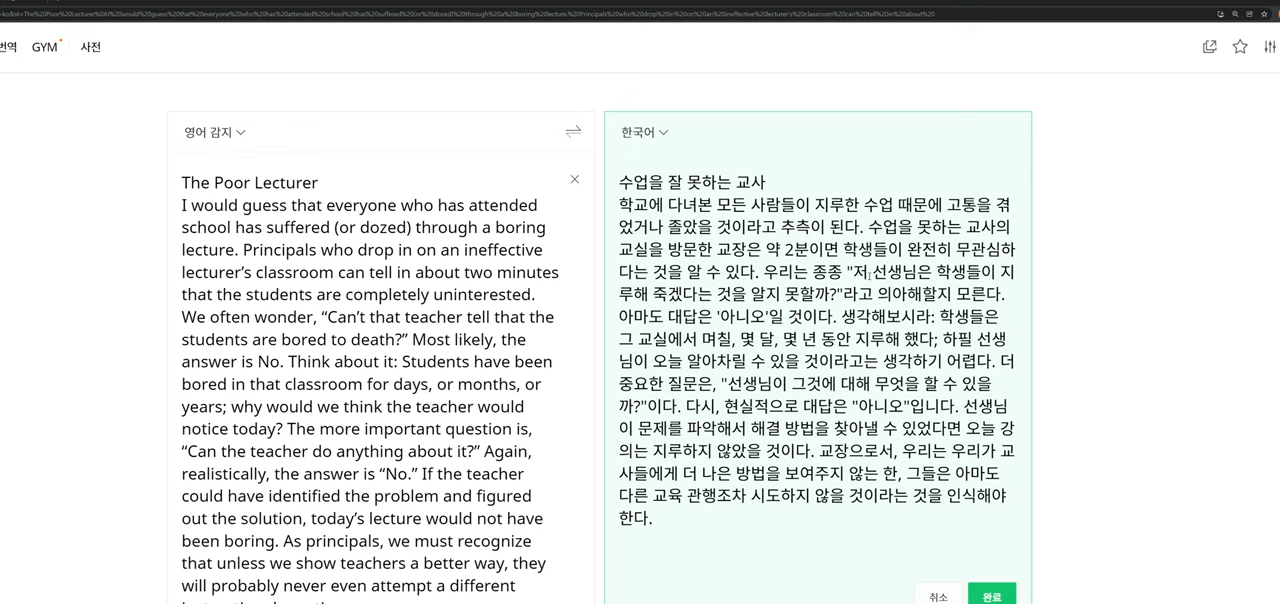 번역 GYM 사전
영어 감지
The Poor Lecturer
I would guess that everyone who has attended
school has suffered (or dozed) through a boring
lecture. Principals who drop in on an ineffective
lecturer’s classroom can tell in about two minutes
that the students are completely uninterested.
We often wonder, “Can’t that teacher tell that the
students are bored to death?” Most likely, the
answer is No. Think about it: Students have been
bored in that classroom for days, or months, or
years; why would we think the teacher would
notice today? The more important question is,
“Can the teacher do anything about it?” Again,
realistically, the answer is “No.” If the teacher
could have identified the problem and figured
out the solution, today’s lecture would not have
been boring. As principals, we must recognize
that unless we show teachers a better way, they
will probably never even attempt a different
한국어
수업을 잘 못하는 교사
학교에 다녀본 모든 사람들이 지루한 수업 때문에 고통을 겪
었거나 졸았을 것이라고 추측이 된다. 수업을 못하는 교사의
교실을 방문한 교장은 약 2분이면 학생들이 완전히 무관심하
다는 것을 알 수 있다. 우리는 종종 "저 선생님은 학생들이 지
루해 죽겠다는 것을 알지 못할까?"라고 의아해할지 모른다.
아마도 대답은 '아니오'일 것이다. 생각해보시라: 학생들은
그 교실에서 며칠, 몇 달, 몇 년 동안 지루해 했다; 하필 선생
님이 오늘 알아차릴 수 있을 것이라고는 생각하기 어렵다. 더
중요한 질문은, "선생님이 그것에 대해 무엇을 할 수 있을
까?"이다. 다시, 현실적으로 대답은 "아니오"입니다. 선생님
이 문제를 파악해서 해결 방법을 찾아낼 수 있었다면 오늘 강
의는 지루하지 않았을 것이다. 교장으로서, 우리는 우리가 교
사들에게 더 나은 방법을 보여주지 않는 한, 그들은 아마도
다른 교육 관행조차 시도하지 않을 것이라는 것을 인식해야
한다.
취소 완료